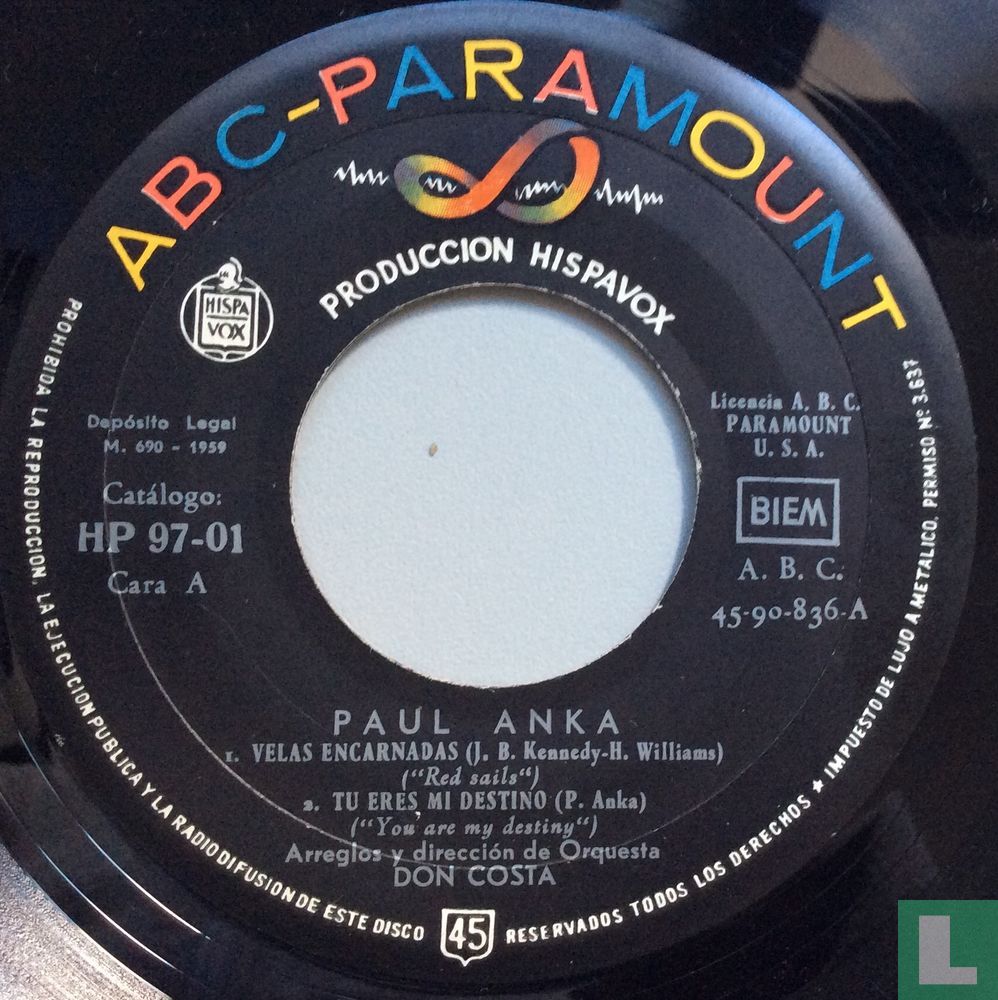 ABC-PARAMOUNT
PRODUCCION HISPAVOX
HISPA
VOX
Depósito Legal
M. 690 - 1959
Catálogo:
HP 97-01
Cara A
Licencia A. B. C.
PARAMOUNT
U. S. A.
BIEM
A. B. C.
45-90-836-A
PAUL ANKA
1. VELAS ENCARNADAS (J. B. Kennedy-H. Williams)
("Red sails")
2. TU ERES MI DESTINO (P. Anka)
("You are my destiny")
Arreglos y dirección de Orquesta
DON COSTA
PROHIBIDA LA REPRODUCCION, LA EJECUCION PUBLICA Y LA RADIODIFUSION DE ESTE DISCO
45
RESERVADOS TODOS LOS DERECHOS ★ IMPUESTO DE LUJO A METALICO, PERMISO Nº 3.637
L